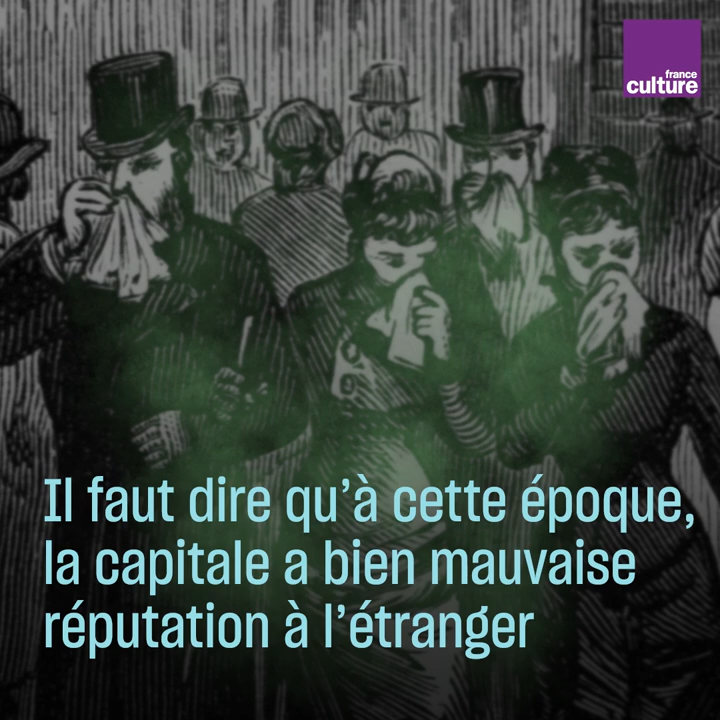 france
culture
Il faut dire qu’à cette époque,
la capitale a bien mauvaise
réputation à l’étranger